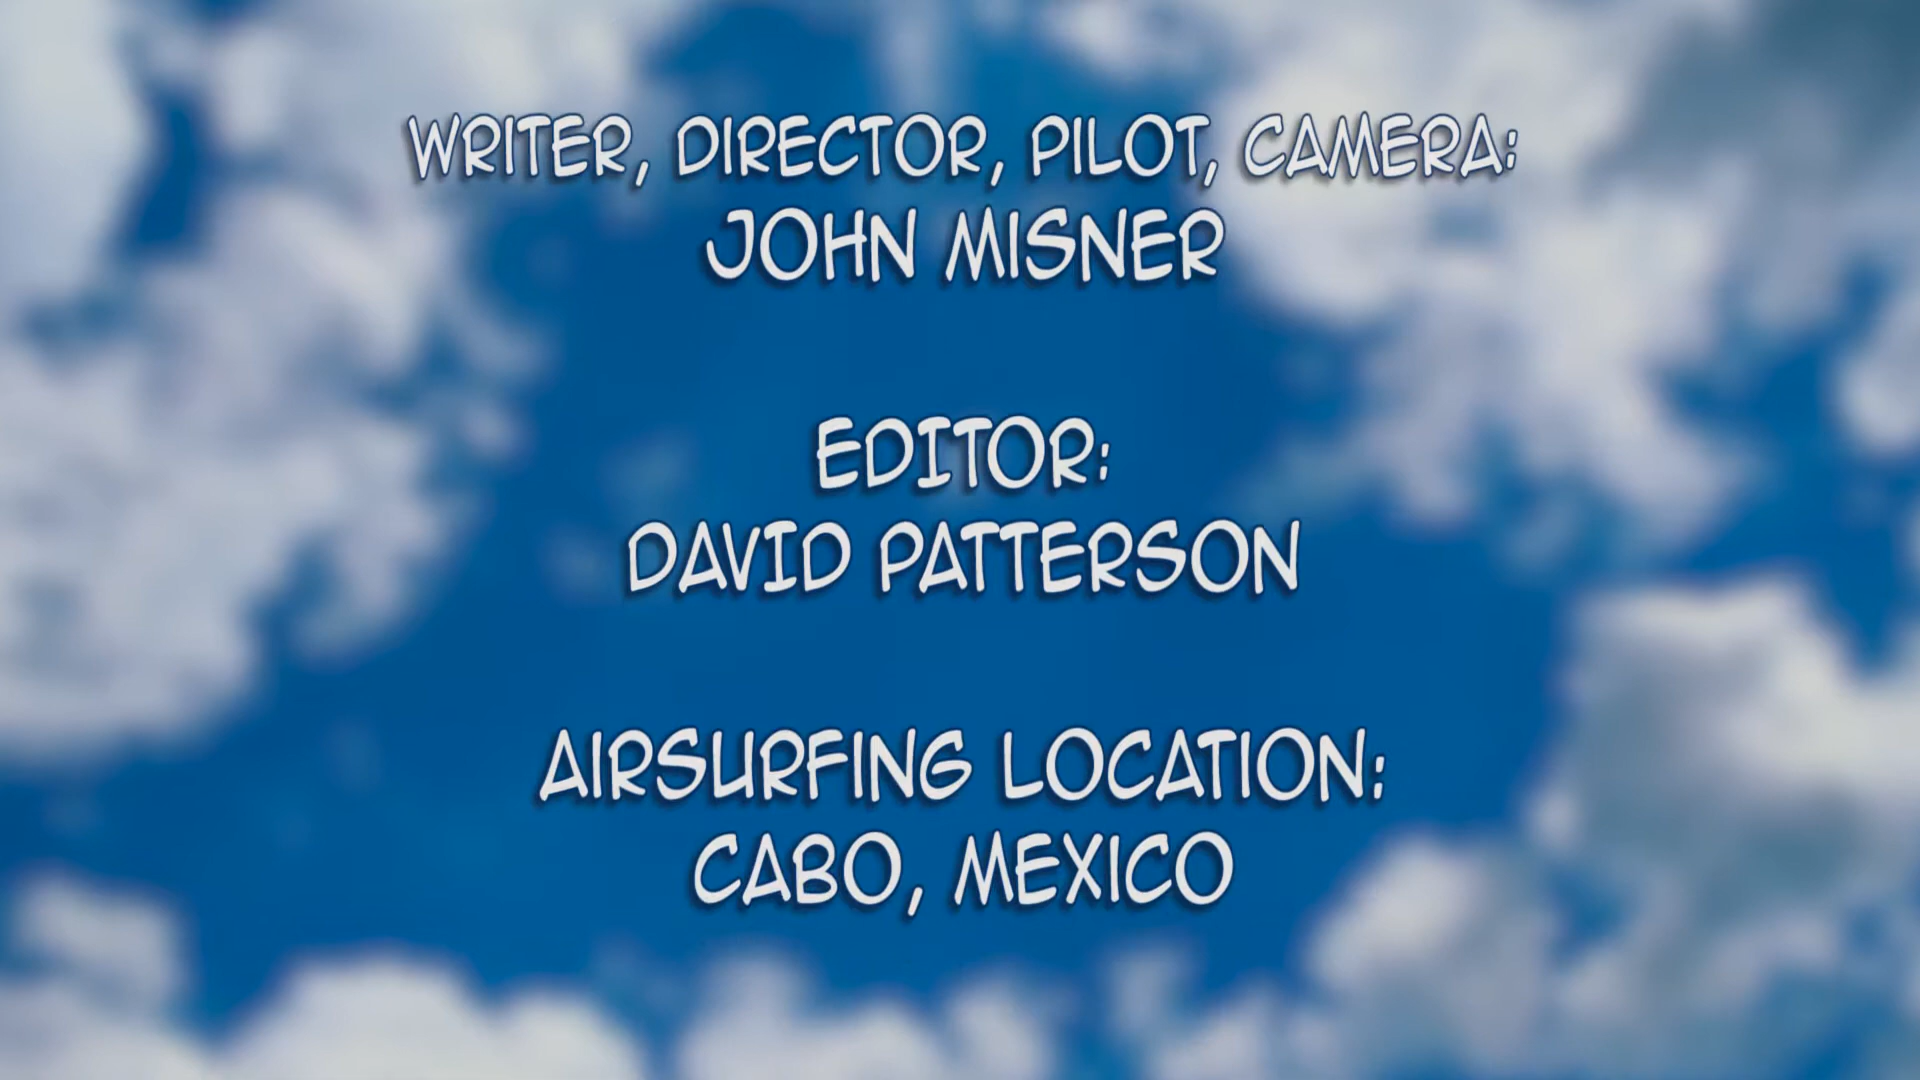 WRITER, DIRECTOR, PILOT, CAMERA:
JOHN MISNER
EDITOR:
DAVID PATTERSON
AIRSURFING LOCATION:
CABO, MEXICO